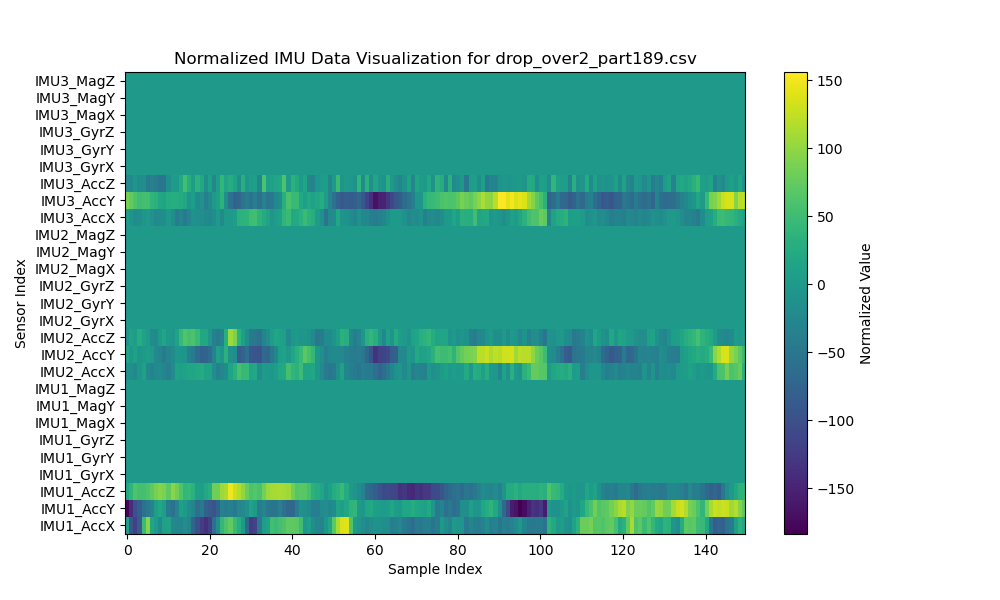 Normalized IMU Data Visualization for drop_over2_part189.csv
IMU3_MagZ
IMU3_MagY
IMU3_MagX
IMU3_GyrZ
IMU3_GyrY
IMU3_GyrX
IMU3_AccZ
IMU3_AccY
IMU3_AccX
IMU2_MagZ
IMU2_MagY
IMU2_MagX
IMU2_GyrZ
IMU2_GyrY
IMU2_GyrX
IMU2_AccZ
IMU2_AccY
IMU2_AccX
IMU1_MagZ
IMU1_MagY
IMU1_MagX
IMU1_GyrZ
IMU1_GyrY
IMU1_GyrX
IMU1_AccZ
IMU1_AccY
IMU1_AccX
Sensor Index
0 20 40 60 80 100 120 140
Sample Index
150
100
50
0
−50
−100
−150
Normalized Value